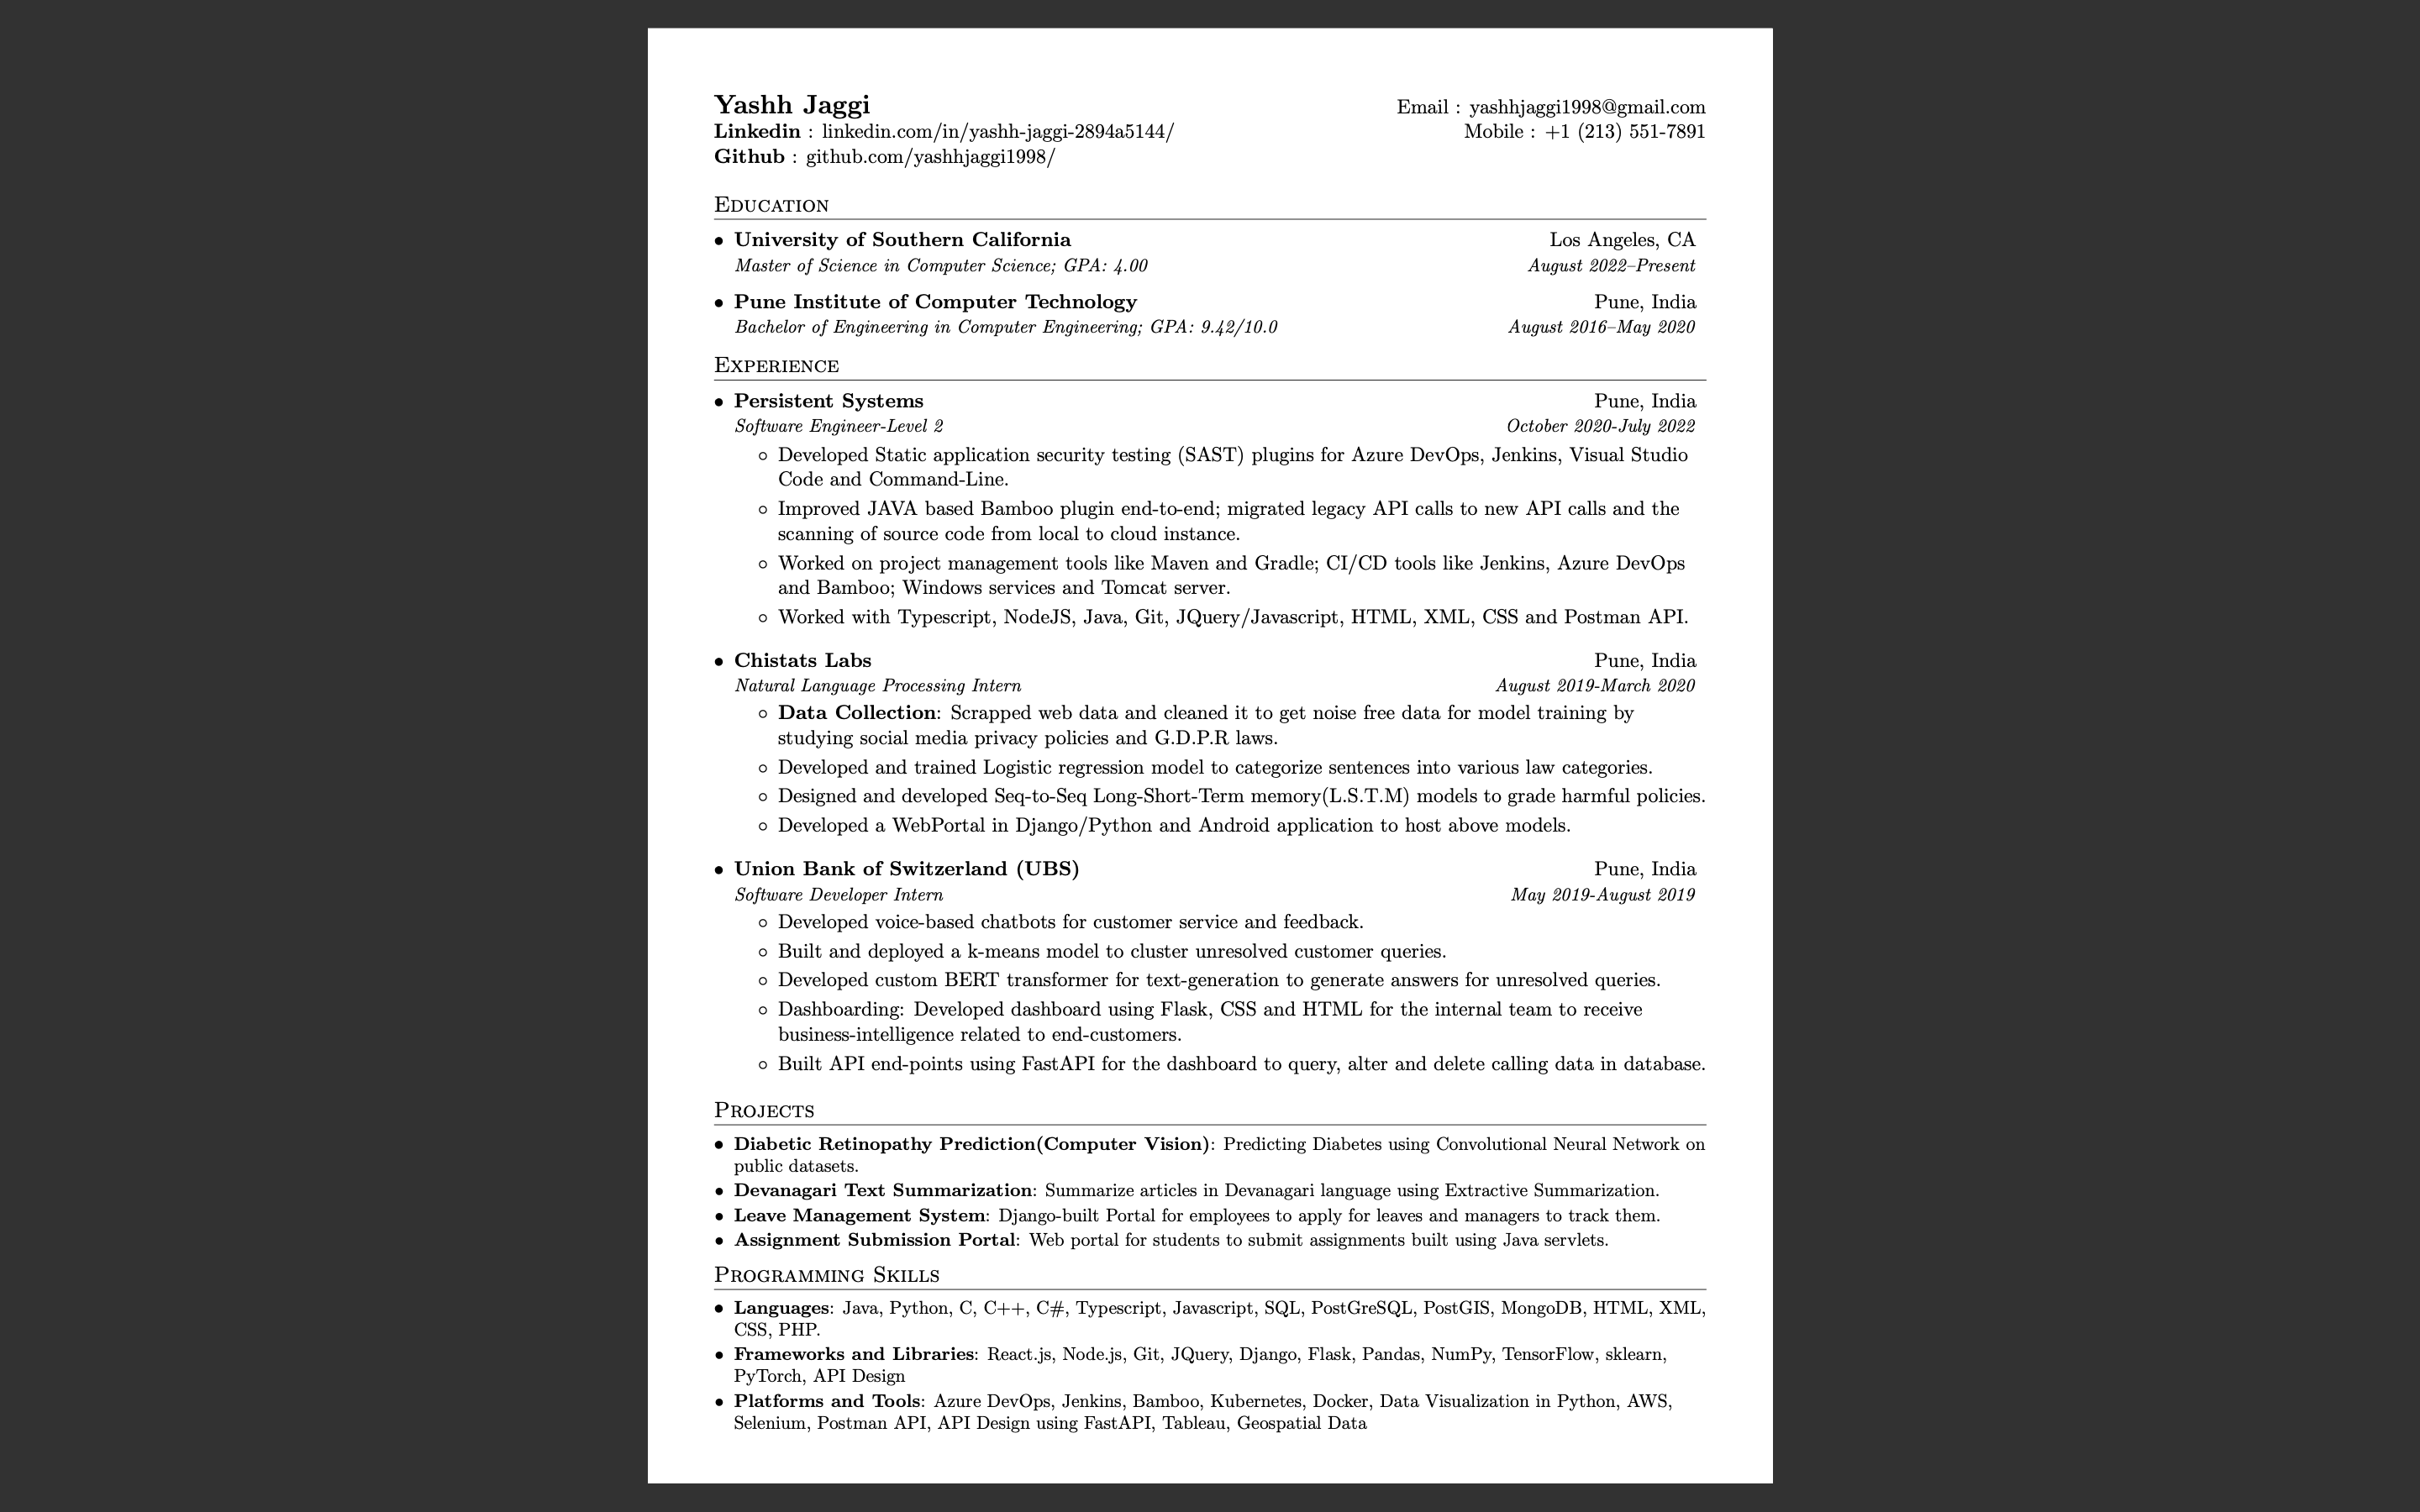 Yashh Jaggi
Email : yashhjaggi1998@gmail.com
Linkedin : linkedin.com/in/yashh-jaggi-2894a5144/
Mobile : +1 (213) 551-7891
Github : github.com/yashhjaggi1998/
Education
• University of Southern California
Los Angeles, CA
Master of Science in Computer Science; GPA: 4.00
August 2022–Present
• Pune Institute of Computer Technology
Pune, India
Bachelor of Engineering in Computer Engineering; GPA: 9.42/10.0
August 2016–May 2020
Experience
• Persistent Systems
Pune, India
Software Engineer-Level 2
October 2020-July 2022
◦ Developed Static application security testing (SAST) plugins for Azure DevOps, Jenkins, Visual Studio
Code and Command-Line.
◦ Improved JAVA based Bamboo plugin end-to-end; migrated legacy API calls to new API calls and the
scanning of source code from local to cloud instance.
◦ Worked on project management tools like Maven and Gradle; CI/CD tools like Jenkins, Azure DevOps
and Bamboo; Windows services and Tomcat server.
◦ Worked with Typescript, NodeJS, Java, Git, JQuery/Javascript, HTML, XML, CSS and Postman API.
• Chistats Labs
Pune, India
Natural Language Processing Intern
August 2019-March 2020
◦ Data Collection: Scrapped web data and cleaned it to get noise free data for model training by
studying social media privacy policies and G.D.P.R laws.
◦ Developed and trained Logistic regression model to categorize sentences into various law categories.
◦ Designed and developed Seq-to-Seq Long-Short-Term memory(L.S.T.M) models to grade harmful policies.
◦ Developed a WebPortal in Django/Python and Android application to host above models.
• Union Bank of Switzerland (UBS)
Pune, India
Software Developer Intern
May 2019-August 2019
◦ Developed voice-based chatbots for customer service and feedback.
◦ Built and deployed a k-means model to cluster unresolved customer queries.
◦ Developed custom BERT transformer for text-generation to generate answers for unresolved queries.
◦ Dashboarding: Developed dashboard using Flask, CSS and HTML for the internal team to receive
business-intelligence related to end-customers.
◦ Built API end-points using FastAPI for the dashboard to query, alter and delete calling data in database.
Projects
• Diabetic Retinopathy Prediction(Computer Vision): Predicting Diabetes using Convolutional Neural Network on
public datasets.
• Devanagari Text Summarization: Summarize articles in Devanagari language using Extractive Summarization.
• Leave Management System: Django-built Portal for employees to apply for leaves and managers to track them.
• Assignment Submission Portal: Web portal for students to submit assignments built using Java servlets.
Programming Skills
• Languages: Java, Python, C, C++, C#, Typescript, Javascript, SQL, PostGreSQL, PostGIS, MongoDB, HTML, XML,
CSS, PHP.
• Frameworks and Libraries: React.js, Node.js, Git, JQuery, Django, Flask, Pandas, NumPy, TensorFlow, sklearn,
PyTorch, API Design
• Platforms and Tools: Azure DevOps, Jenkins, Bamboo, Kubernetes, Docker, Data Visualization in Python, AWS,
Selenium, Postman API, API Design using FastAPI, Tableau, Geospatial Data